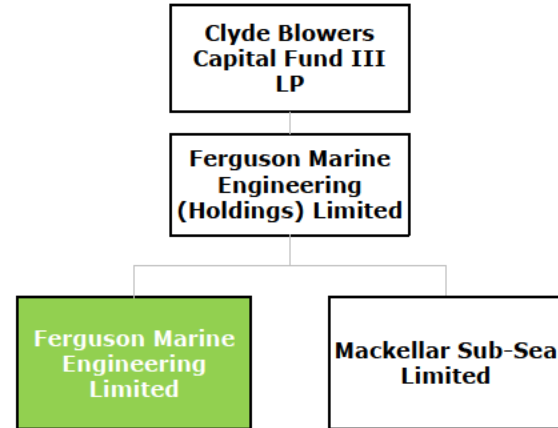 Clyde Blowers
Capital Fund III
LP
Ferguson Marine
Engineering
(Holdings) Limited
Ferguson Marine
Engineering
Limited
Mackellar Sub-Sea
Limited